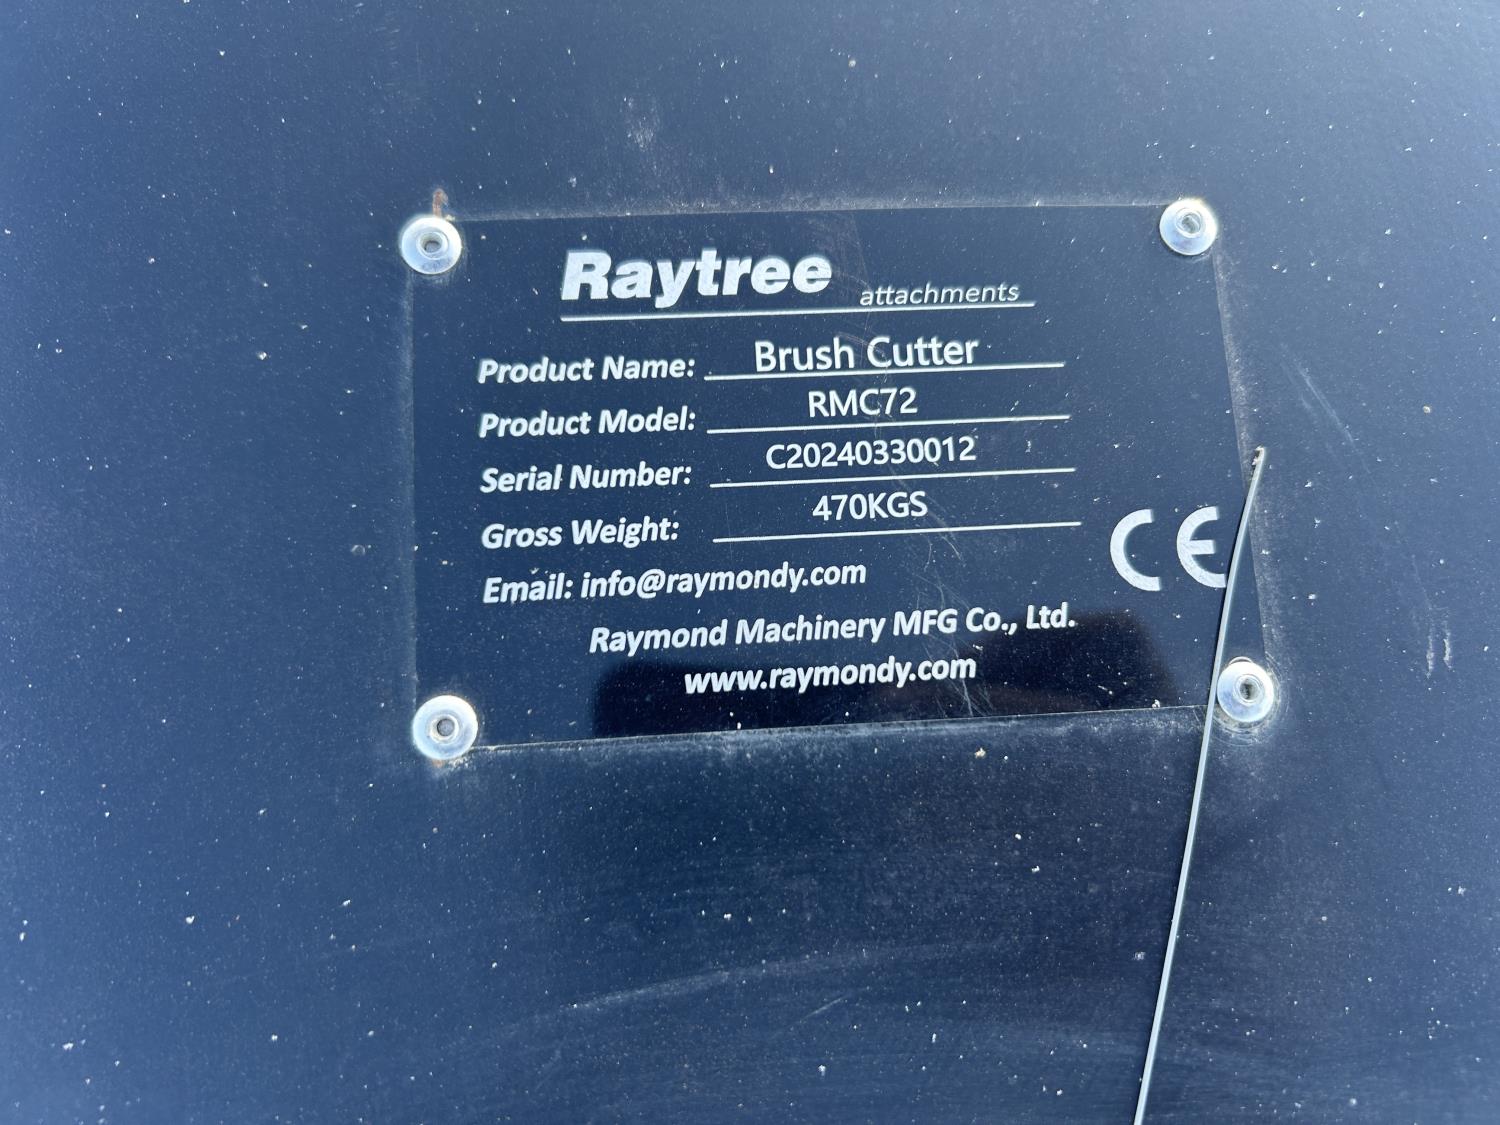 Raytree attachments
Product Name: Brush Cutter
Product Model: RMC72
Serial Number: C20240330012
Gross Weight: 470KGS
Email: info@raymondy.com
CE
Raymond Machinery MFG Co., Ltd.
www.raymondy.com